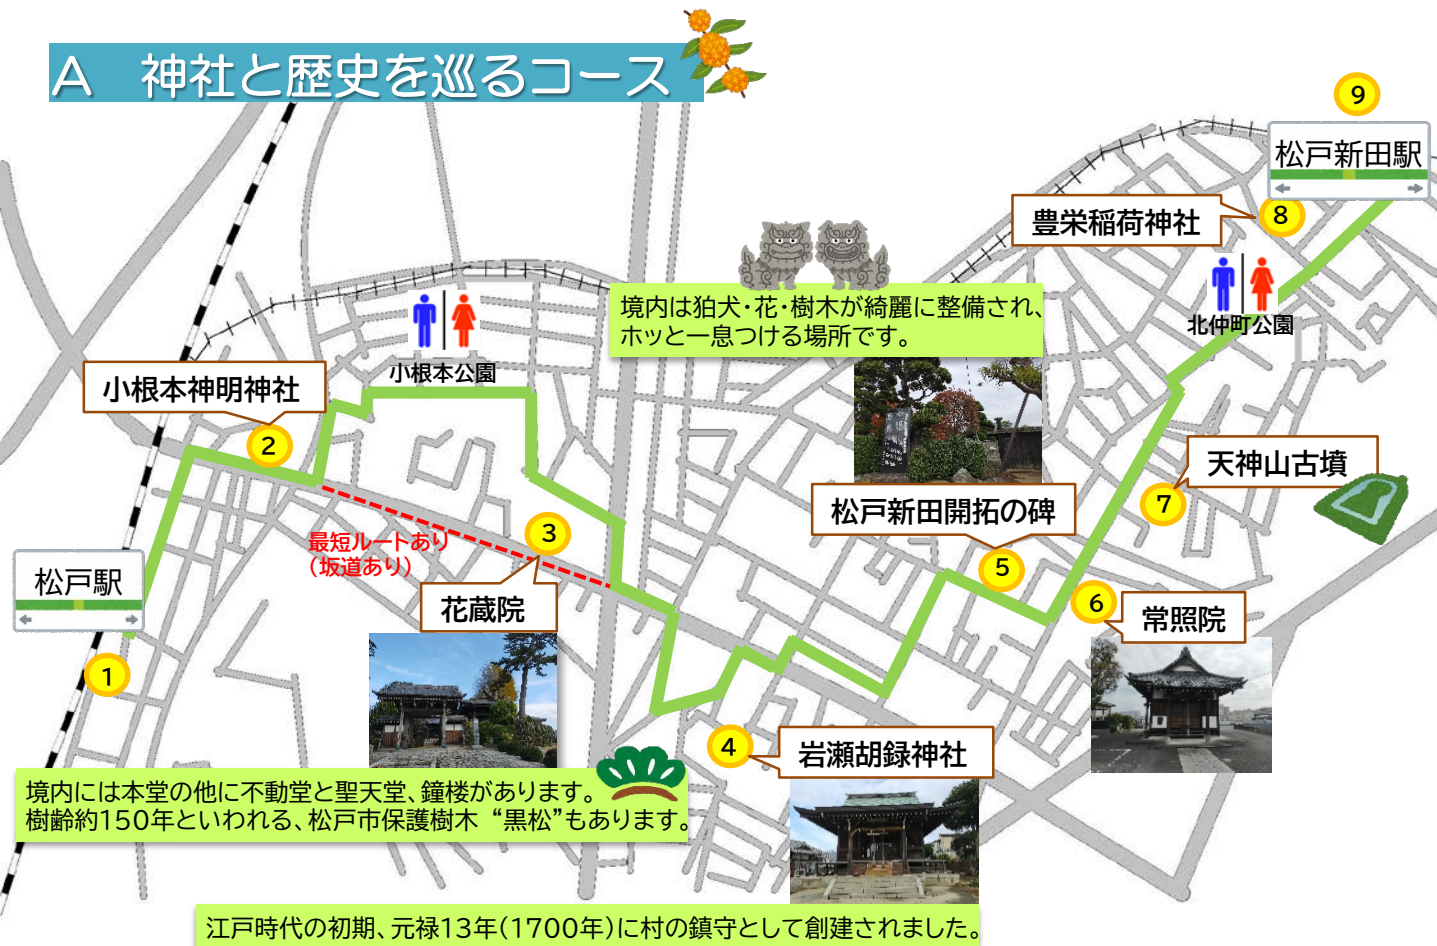 A 神社と歴史を巡るコース
9
松戸新田駅
8
豊栄稲荷神社
境内は狛犬・花・樹木が綺麗に整備され、
ホッと一息つける場所です。
北仲町公園
小根本公園
小根本神明神社
2
天神山古墳
7
松戸新田開拓の碑
5
3
最短ルートあり
(坂道あり)
松戸駅
1
花蔵院
6
常照院
4
岩瀬胡録神社
境内には本堂の他に不動堂と聖天堂、鐘楼があります。
樹齢約150年といわれる、松戸市保護樹木 “黒松”もあります。
江戸時代の初期、元禄13年(1700年)に村の鎮守として創建されました。